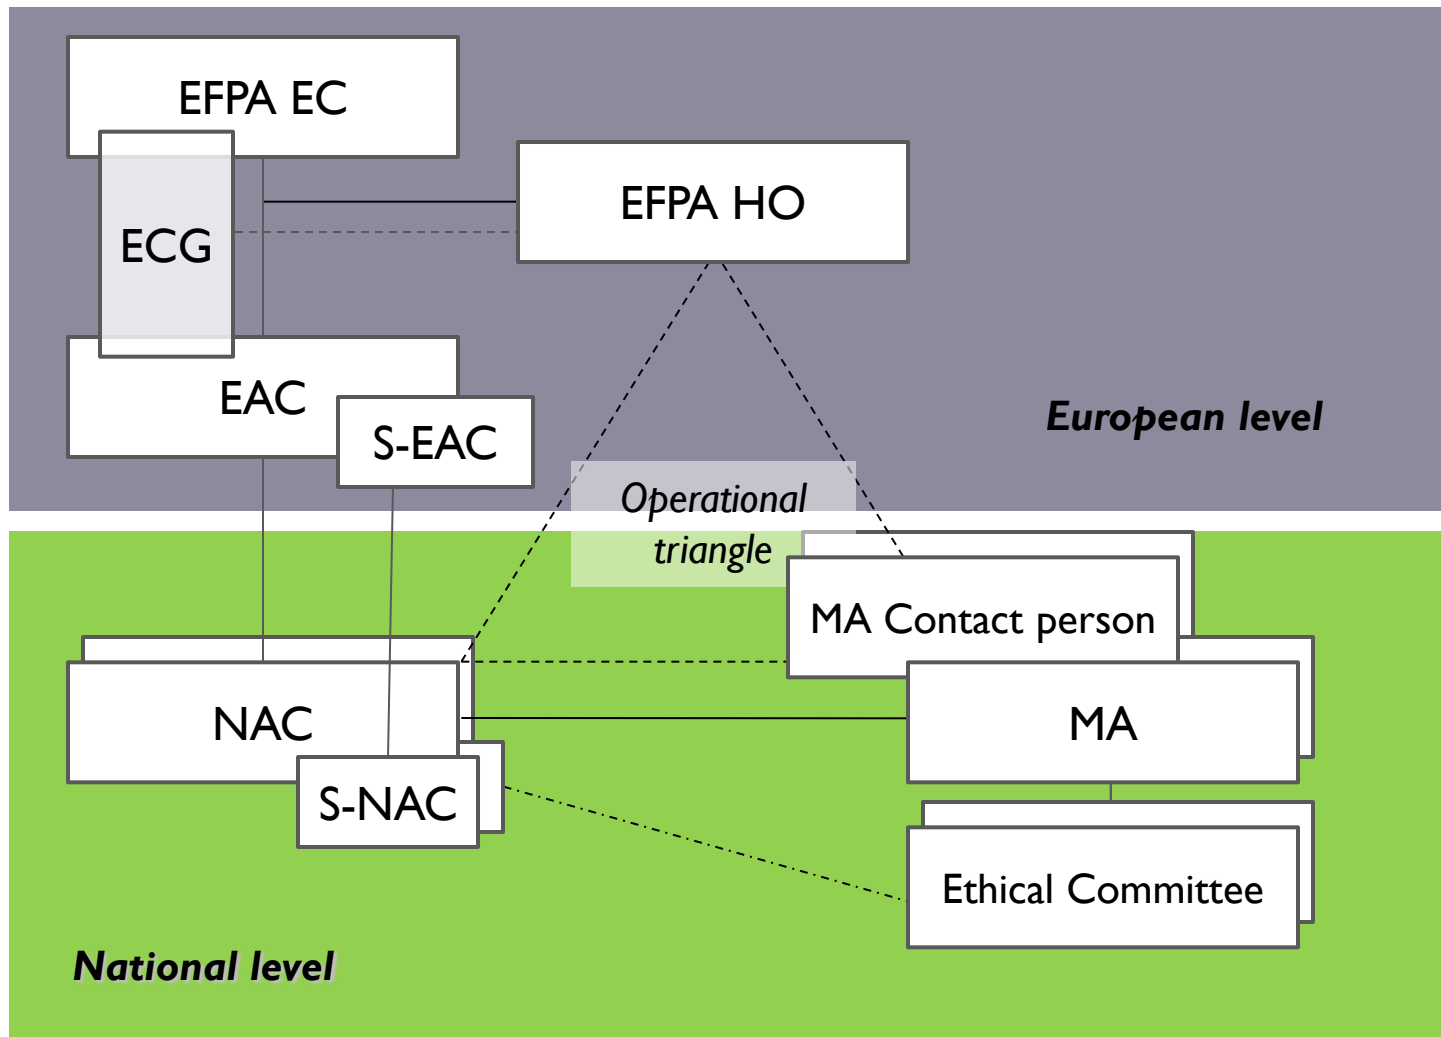 EFPA EC
EFPA HO
ECG
EAC
S-EAC
European level
Operational
triangle
MA Contact person
NAC
MA
S-NAC
Ethical Committee
National level